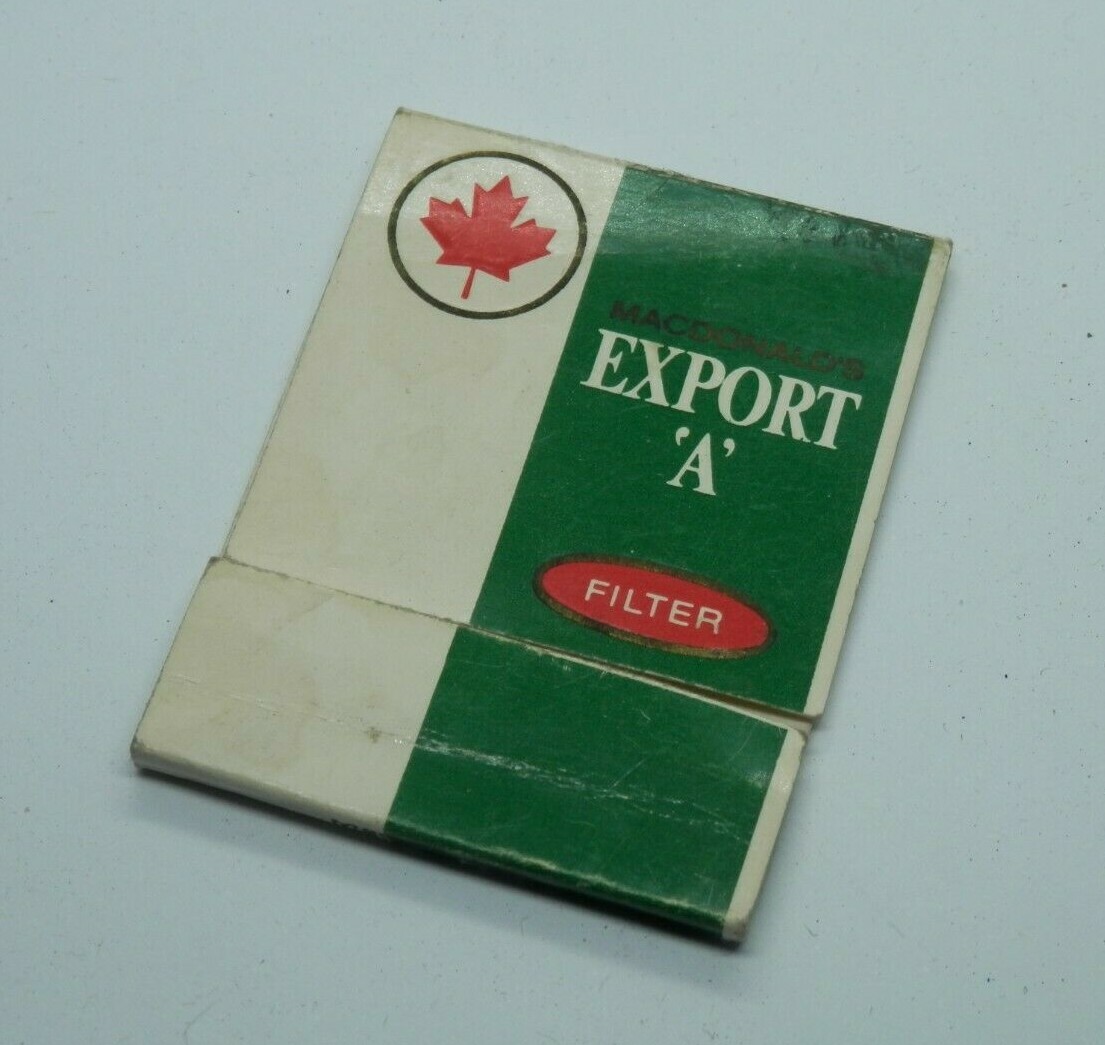 MACDONALD'S
EXPORT
'A'
FILTER